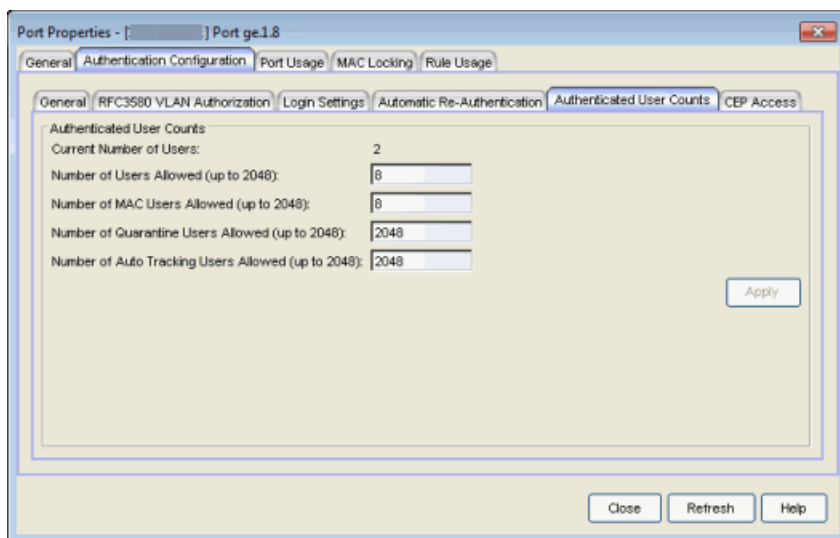 Port Properties - [ ] Port ge.1.8
General Authentication Configuration Port Usage MAC Locking Rule Usage
General RFC3580 VLAN Authorization Login Settings Automatic Re-Authentication Authenticated User Counts CEP Access
Authenticated User Counts
Current Number of Users: 2
Number of Users Allowed (up to 2048): 8
Number of MAC Users Allowed (up to 2048): 8
Number of Quarantine Users Allowed (up to 2048): 2048
Number of Auto Tracking Users Allowed (up to 2048): 2048
Apply
Close Refresh Help